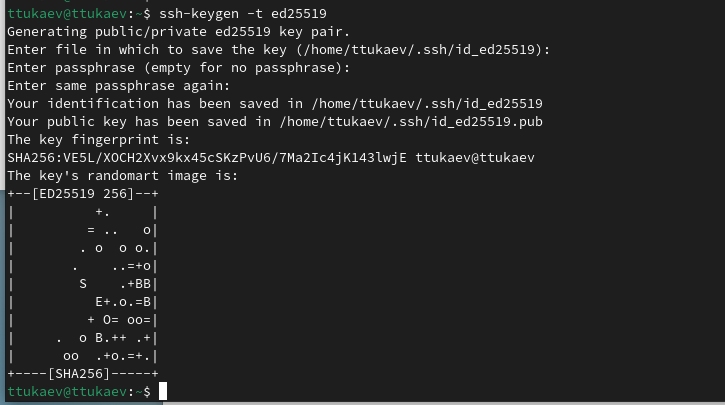 ttukaev@ttukaev:~$ ssh-keygen -t ed25519
Generating public/private ed25519 key pair.
Enter file in which to save the key (/home/ttukaev/.ssh/id_ed25519):
Enter passphrase (empty for no passphrase):
Enter same passphrase again:
Your identification has been saved in /home/ttukaev/.ssh/id_ed25519
Your public key has been saved in /home/ttukaev/.ssh/id_ed25519.pub
The key fingerprint is:
SHA256:VE5L/XOCH2Xvx9kx45cSKzPvU6/7Ma2Ic4jK143lwjE ttukaev@ttukaev
The key's randomart image is:
+--[ED25519 256]--+
|          +.     |
|         = ..   o|
|        . o  o o.|
|       .    ..=+o|
|        S    .+BB|
|          E+.o.=B|
|         + O= oo=|
|     .  o B.++ .+|
|      oo  .+o.=+.|
+----[SHA256]-----+
ttukaev@ttukaev:~$